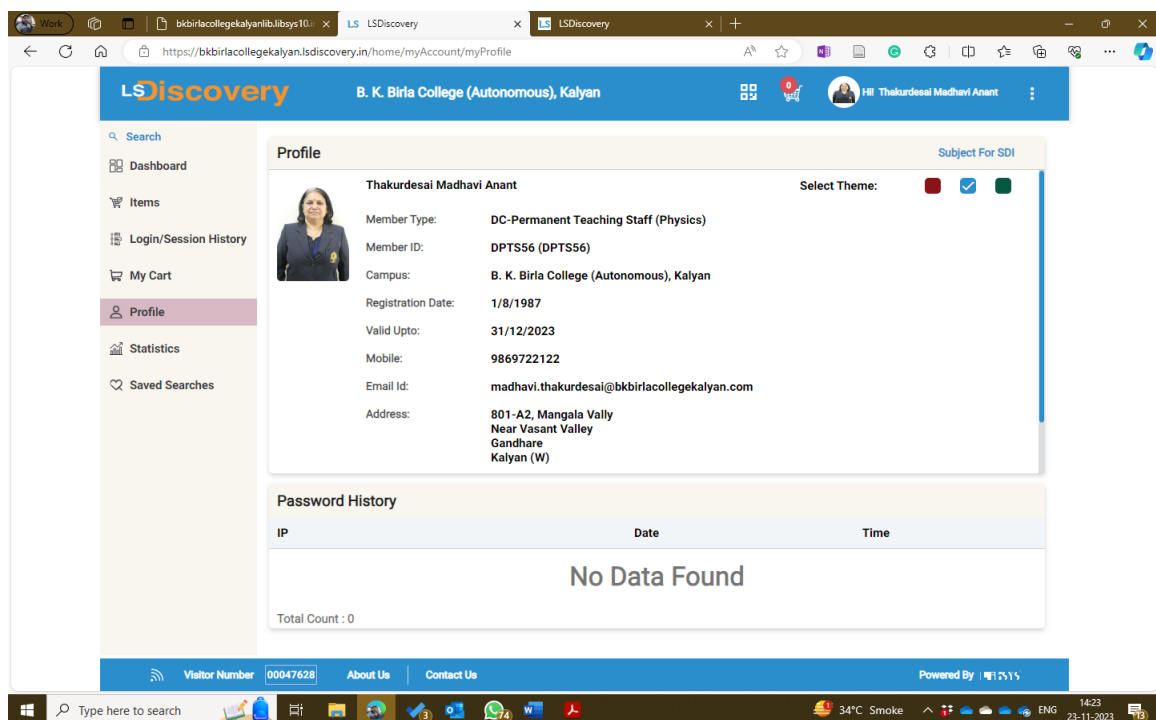 Work
bkbirlacollegekalyanlib.libsys10.i
LS LSDiscovery
LS LSDiscovery
https://bkbirlacollegekalyan.lsdiscovery.in/home/myAccount/myProfile
LSDiscovery
B. K. Birla College (Autonomous), Kalyan
0
Hi! Thakurdesai Madhavi Anant
Search
Dashboard
Items
Login/Session History
My Cart
Profile
Statistics
Saved Searches
Profile
Subject For SDI
Thakurdesai Madhavi Anant
Select Theme:
Member Type: DC-Permanent Teaching Staff (Physics)
Member ID: DPTS56 (DPTS56)
Campus: B. K. Birla College (Autonomous), Kalyan
Registration Date: 1/8/1987
Valid Upto: 31/12/2023
Mobile: 9869722122
Email Id: madhavi.thakurdesai@bkbirlacollegekalyan.com
Address: 801-A2, Mangala Vally
Near Vasant Valley
Gandhare
Kalyan (W)
Password History
IP Date Time
No Data Found
Total Count : 0
Visitor Number 00047628 About Us Contact Us
Powered By
Type here to search
3
74
34°C Smoke
ENG
14:23
23-11-2023
13